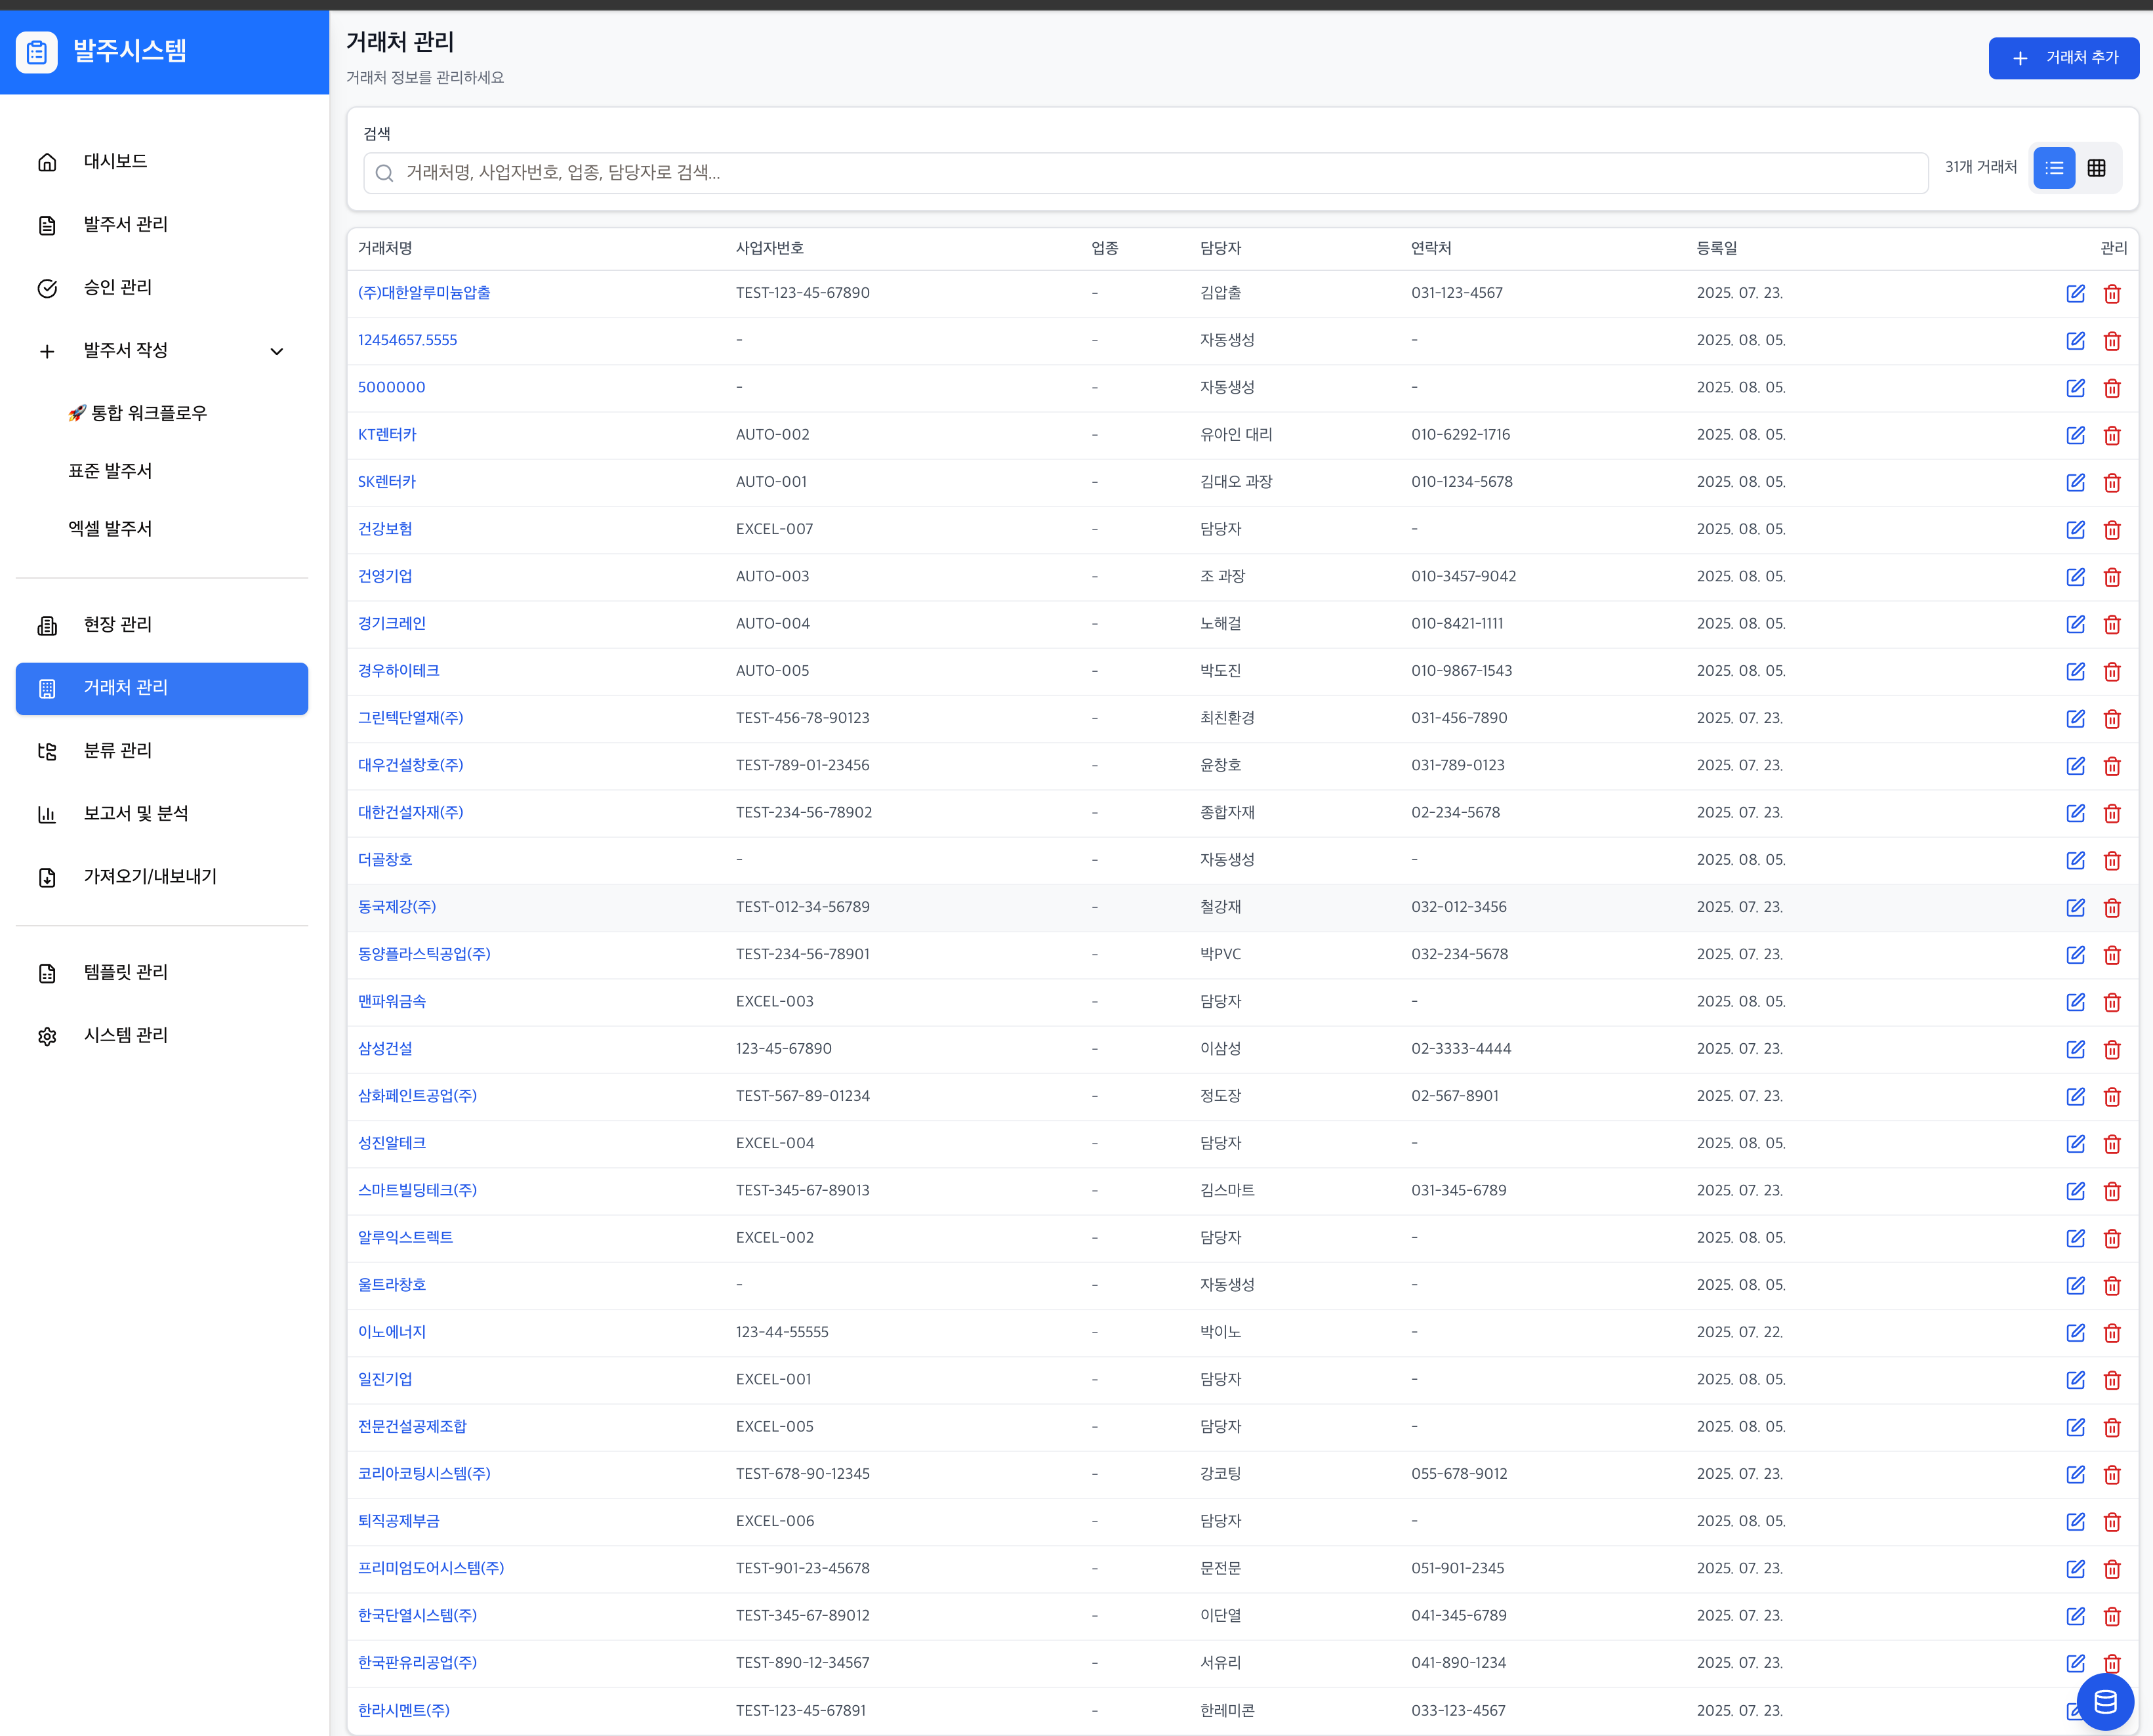 발주시스템
대시보드
발주서 관리
승인 관리
발주서 작성
🚀 통합 워크플로우
표준 발주서
엑셀 발주서
현장 관리
거래처 관리
분류 관리
보고서 및 분석
가져오기/내보내기
템플릿 관리
시스템 관리
거래처 관리
거래처 정보를 관리하세요
+ 거래처 추가
검색
거래처명, 사업자번호, 업종, 담당자로 검색...
31개 거래처
거래처명 사업자번호 업종 담당자 연락처 등록일 관리
(주)대한알루미늄압출 TEST-123-45-67890 - 김압출 031-123-4567 2025. 07. 23.
12454657.5555 - - 자동생성 - 2025. 08. 05.
5000000 - - 자동생성 - 2025. 08. 05.
KT렌터카 AUTO-002 - 유아인 대리 010-6292-1716 2025. 08. 05.
SK렌터카 AUTO-001 - 김대오 과장 010-1234-5678 2025. 08. 05.
건강보험 EXCEL-007 - 담당자 - 2025. 08. 05.
건영기업 AUTO-003 - 조 과장 010-3457-9042 2025. 08. 05.
경기크레인 AUTO-004 - 노해걸 010-8421-1111 2025. 08. 05.
경우하이테크 AUTO-005 - 박도진 010-9867-1543 2025. 08. 05.
그린텍단열재(주) TEST-456-78-90123 - 최친환경 031-456-7890 2025. 07. 23.
대우건설창호(주) TEST-789-01-23456 - 윤창호 031-789-0123 2025. 07. 23.
대한건설자재(주) TEST-234-56-78902 - 종합자재 02-234-5678 2025. 07. 23.
더골창호 - - 자동생성 - 2025. 08. 05.
동국제강(주) TEST-012-34-56789 - 철강재 032-012-3456 2025. 07. 23.
동양플라스틱공업(주) TEST-234-56-78901 - 박PVC 032-234-5678 2025. 07. 23.
맨파워금속 EXCEL-003 - 담당자 - 2025. 08. 05.
삼성건설 123-45-67890 - 이삼성 02-3333-4444 2025. 07. 23.
삼화페인트공업(주) TEST-567-89-01234 - 정도장 02-567-8901 2025. 07. 23.
성진알테크 EXCEL-004 - 담당자 - 2025. 08. 05.
스마트빌딩테크(주) TEST-345-67-89013 - 김스마트 031-345-6789 2025. 07. 23.
알루익스트렉트 EXCEL-002 - 담당자 - 2025. 08. 05.
울트라창호 - - 자동생성 - 2025. 08. 05.
이노에너지 123-44-55555 - 박이노 - 2025. 07. 22.
일진기업 EXCEL-001 - 담당자 - 2025. 08. 05.
전문건설공제조합 EXCEL-005 - 담당자 - 2025. 08. 05.
코리아코팅시스템(주) TEST-678-90-12345 - 강코팅 055-678-9012 2025. 07. 23.
퇴직공제부금 EXCEL-006 - 담당자 - 2025. 08. 05.
프리미엄도어시스템(주) TEST-901-23-45678 - 문전문 051-901-2345 2025. 07. 23.
한국단열시스템(주) TEST-345-67-89012 - 이단열 041-345-6789 2025. 07. 23.
한국판유리공업(주) TEST-890-12-34567 - 서유리 041-890-1234 2025. 07. 23.
한라시멘트(주) TEST-123-45-67891 - 한레미콘 033-123-4567 2025. 07. 23.